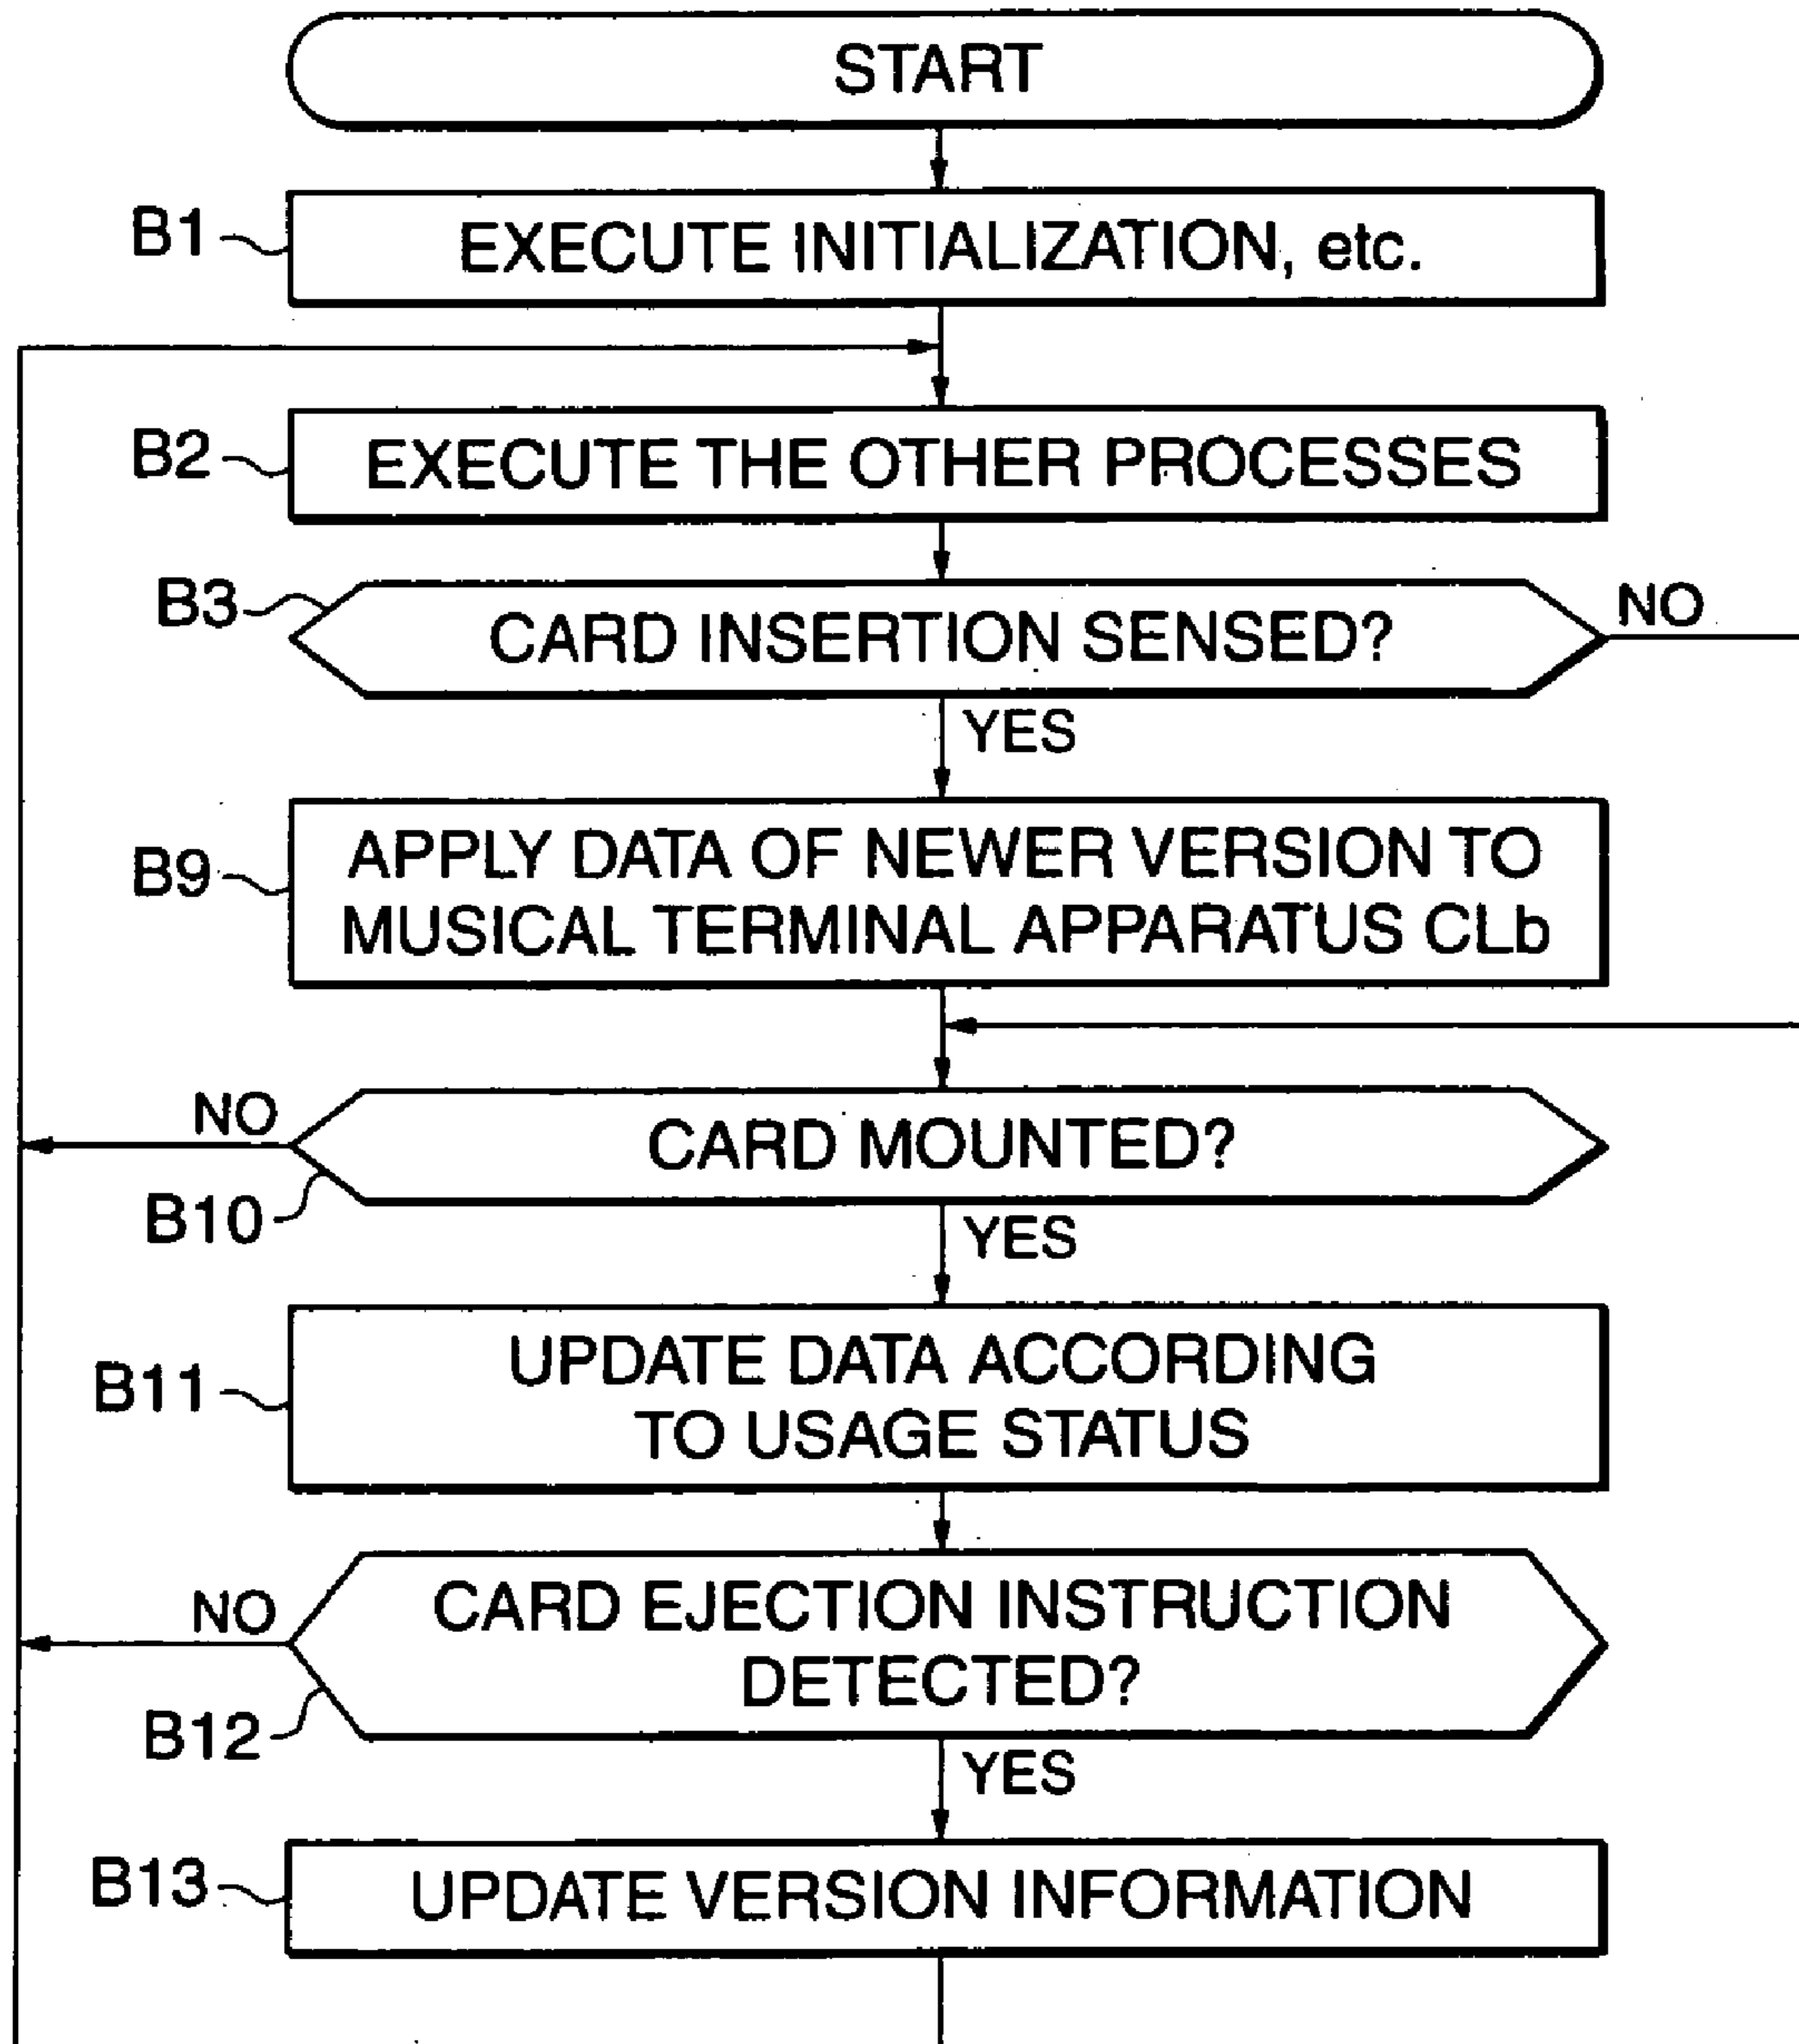 START
B1
EXECUTE INITIALIZATION, etc.
B2
EXECUTE THE OTHER PROCESSES
B3
CARD INSERTION SENSED?
NO
YES
B9
APPLY DATA OF NEWER VERSION TO
MUSICAL TERMINAL APPARATUS CLb
NO
CARD MOUNTED?
B10
YES
B11
UPDATE DATA ACCORDING
TO USAGE STATUS
NO
CARD EJECTION INSTRUCTION
DETECTED?
B12
YES
B13
UPDATE VERSION INFORMATION